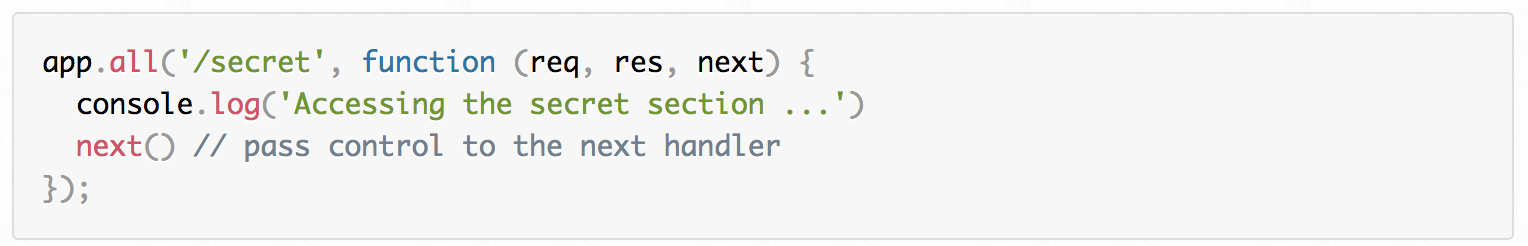 app.all('/secret', function (req, res, next) {
  console.log('Accessing the secret section ...')
  next() // pass control to the next handler
});